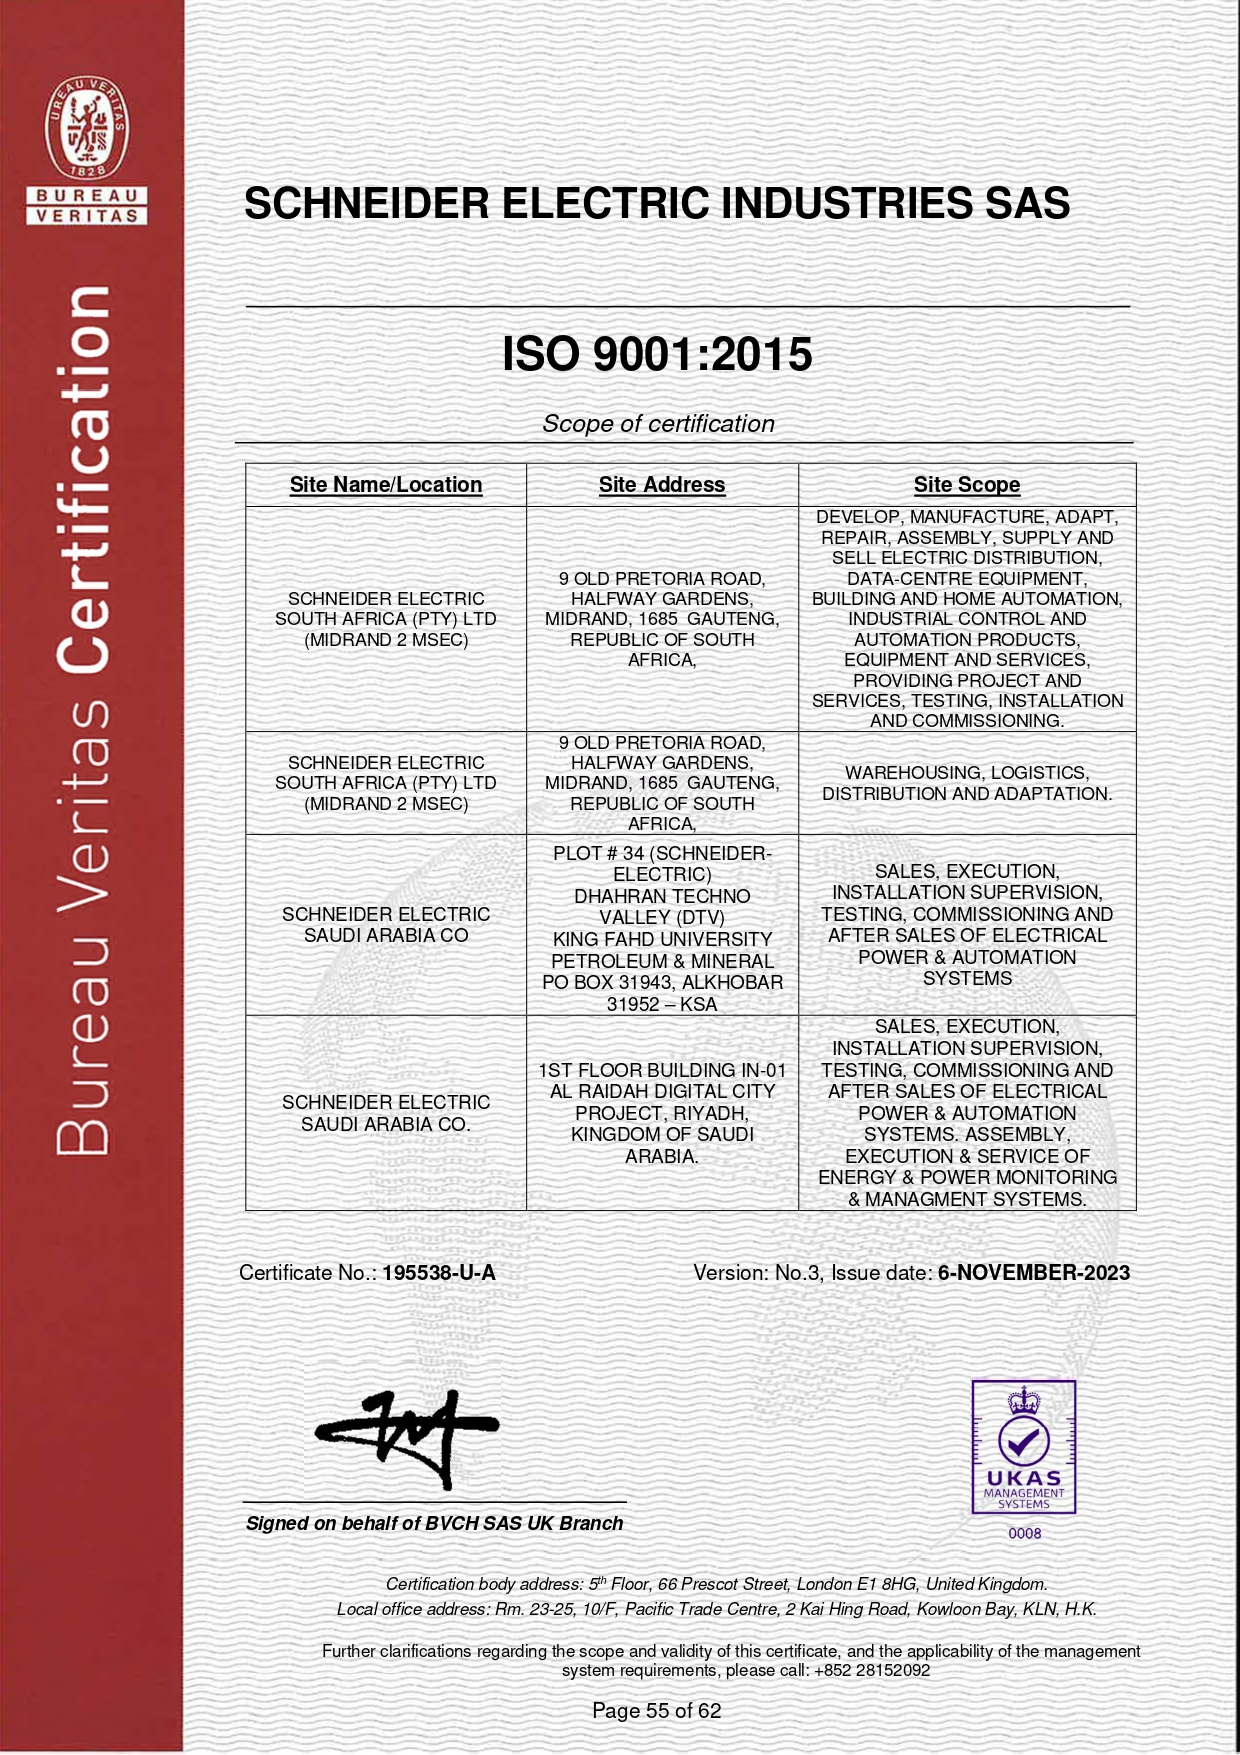 BUREAU VERITAS
1828
BUREAU
VERITAS
Bureau Veritas Certification
SCHNEIDER ELECTRIC INDUSTRIES SAS
ISO 9001:2015
Scope of certification
Site Name/Location
Site Address
Site Scope
SCHNEIDER ELECTRIC
SOUTH AFRICA (PTY) LTD
(MIDRAND 2 MSEC)
9 OLD PRETORIA ROAD,
HALFWAY GARDENS,
MIDRAND, 1685 GAUTENG,
REPUBLIC OF SOUTH
AFRICA,
DEVELOP, MANUFACTURE, ADAPT,
REPAIR, ASSEMBLY, SUPPLY AND
SELL ELECTRIC DISTRIBUTION,
DATA-CENTRE EQUIPMENT,
BUILDING AND HOME AUTOMATION,
INDUSTRIAL CONTROL AND
AUTOMATION PRODUCTS,
EQUIPMENT AND SERVICES,
PROVIDING PROJECT AND
SERVICES, TESTING, INSTALLATION
AND COMMISSIONING.
SCHNEIDER ELECTRIC
SOUTH AFRICA (PTY) LTD
(MIDRAND 2 MSEC)
9 OLD PRETORIA ROAD,
HALFWAY GARDENS,
MIDRAND, 1685 GAUTENG,
REPUBLIC OF SOUTH
AFRICA,
WAREHOUSING, LOGISTICS,
DISTRIBUTION AND ADAPTATION.
SCHNEIDER ELECTRIC
SAUDI ARABIA CO
PLOT # 34 (SCHNEIDER-
ELECTRIC)
DHAHRAN TECHNO
VALLEY (DTV)
KING FAHD UNIVERSITY
PETROLEUM & MINERAL
PO BOX 31943, ALKHOBAR
31952 – KSA
SALES, EXECUTION,
INSTALLATION SUPERVISION,
TESTING, COMMISSIONING AND
AFTER SALES OF ELECTRICAL
POWER & AUTOMATION
SYSTEMS
SCHNEIDER ELECTRIC
SAUDI ARABIA CO.
1ST FLOOR BUILDING IN-01
AL RAIDAH DIGITAL CITY
PROJECT, RIYADH,
KINGDOM OF SAUDI
ARABIA.
SALES, EXECUTION,
INSTALLATION SUPERVISION,
TESTING, COMMISSIONING AND
AFTER SALES OF ELECTRICAL
POWER & AUTOMATION
SYSTEMS. ASSEMBLY,
EXECUTION & SERVICE OF
ENERGY & POWER MONITORING
& MANAGMENT SYSTEMS.
Certificate No.: 195538-U-A
Version: No.3, Issue date: 6-NOVEMBER-2023
Signed on behalf of BVCH SAS UK Branch
UKAS
MANAGEMENT
SYSTEMS
0008
Certification body address: 5th Floor, 66 Prescot Street, London E1 8HG, United Kingdom.
Local office address: Rm. 23-25, 10/F, Pacific Trade Centre, 2 Kai Hing Road, Kowloon Bay, KLN, H.K.
Further clarifications regarding the scope and validity of this certificate, and the applicability of the management
system requirements, please call: +852 28152092
Page 55 of 62